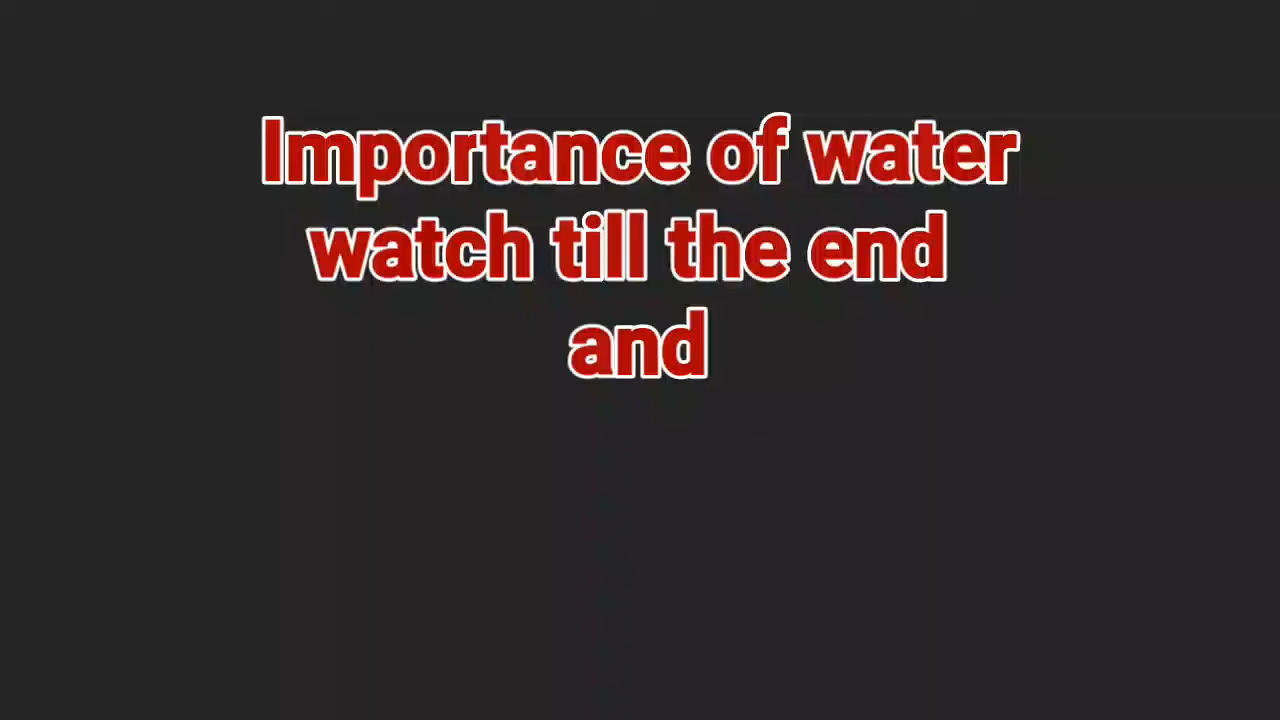 Importance of water
watch till the end
and